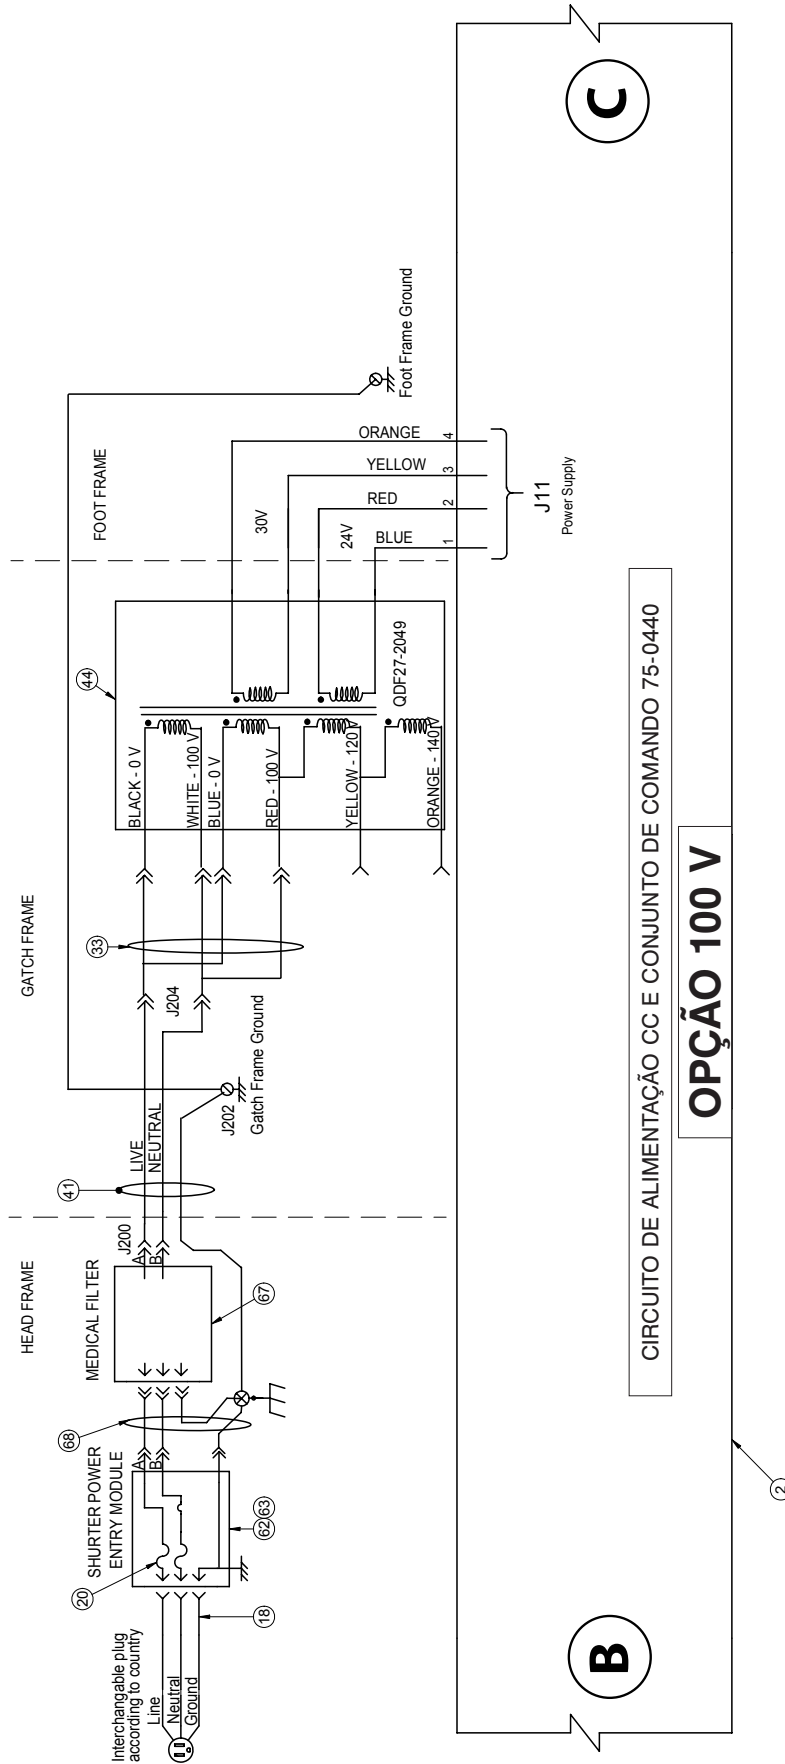 HEAD FRAME
GATCH FRAME
FOOT FRAME
Interchangable plug
according to country
Line
Neutral
Ground
18
20
SHURTER POWER
ENTRY MODULE
62
63
A
B
68
MEDICAL FILTER
67
A
B
J200
41
LIVE
NEUTRAL
J202
Gatch Frame Ground
J204
33
44
BLACK - 0 V
WHITE - 100 V
BLUE - 0 V
RED - 100 V
YELLOW - 120 V
ORANGE - 140 V
QDF27-2049
30V
24V
ORANGE
4
YELLOW
3
RED
2
BLUE
1
J11
Power Supply
Foot Frame Ground
B
C
CIRCUITO DE ALIMENTAÇÃO CC E CONJUNTO DE COMANDO 75-0440
OPÇÃO 100 V
2